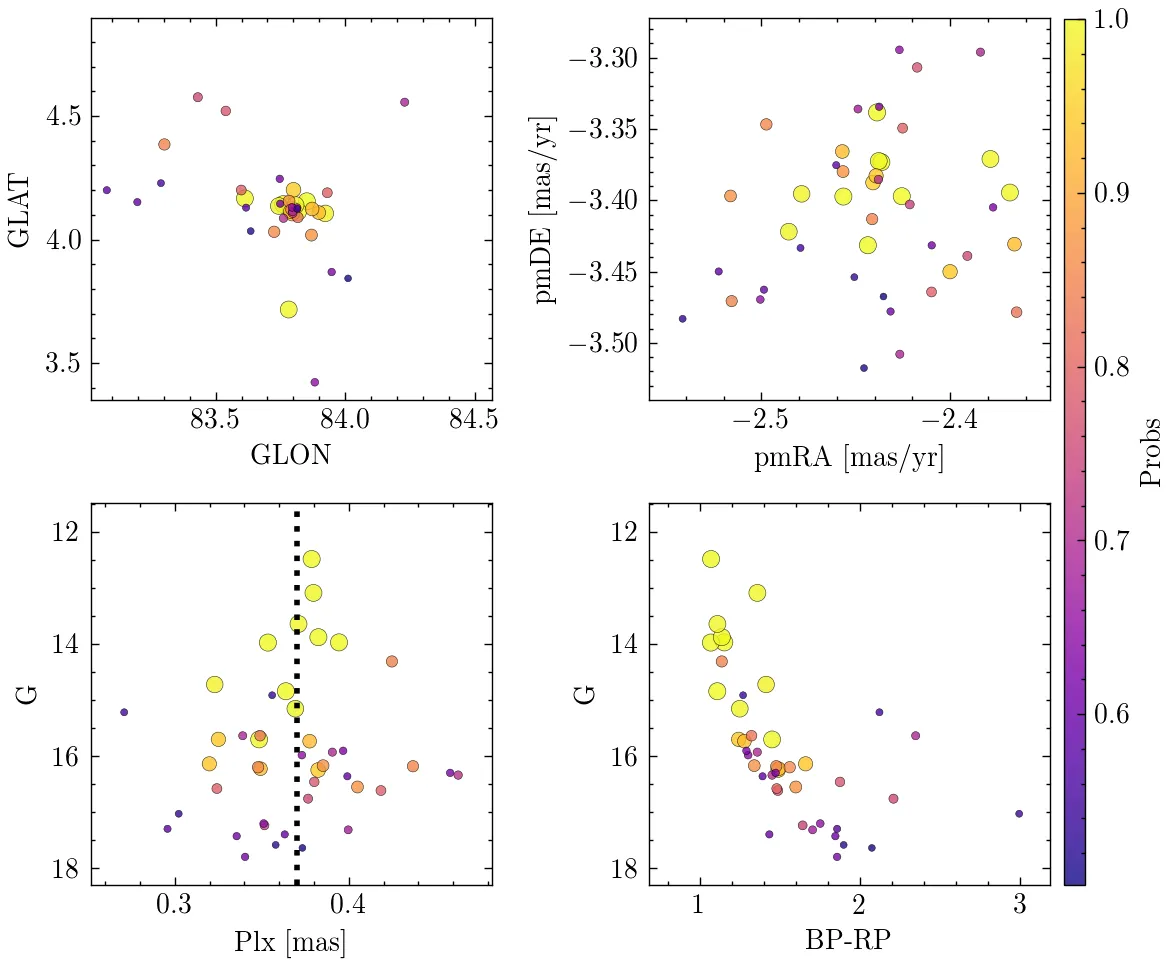 4.5
4.0
3.5
GLAT
83.5 84.0 84.5
GLON
−3.30
−3.35
−3.40
−3.45
−3.50
pmDE [mas/yr]
−2.5 −2.4
pmRA [mas/yr]
1.0
0.9
0.8
0.7
0.6
Probs
12
14
16
18
G
0.3 0.4
Plx [mas]
12
14
16
18
G
1 2 3
BP-RP